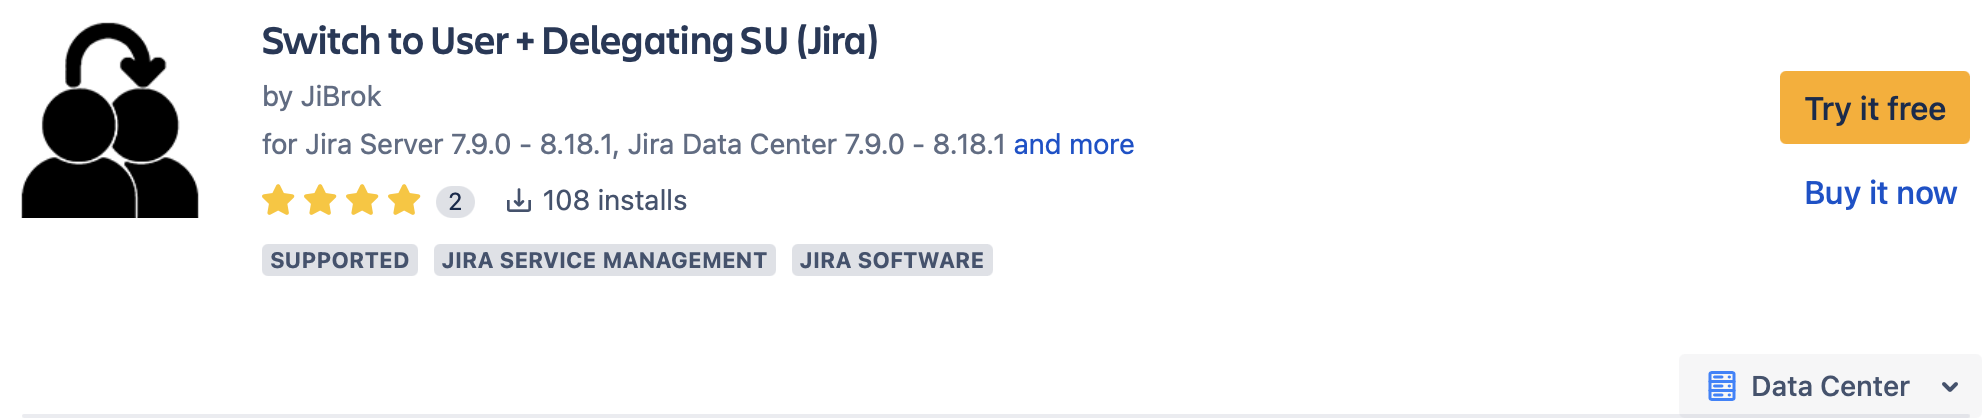 Switch to User + Delegating SU (Jira)
by JiBrok
for Jira Server 7.9.0 - 8.18.1, Jira Data Center 7.9.0 - 8.18.1 and more
2 108 installs
SUPPORTED JIRA SERVICE MANAGEMENT JIRA SOFTWARE
Try it free
Buy it now
Data Center